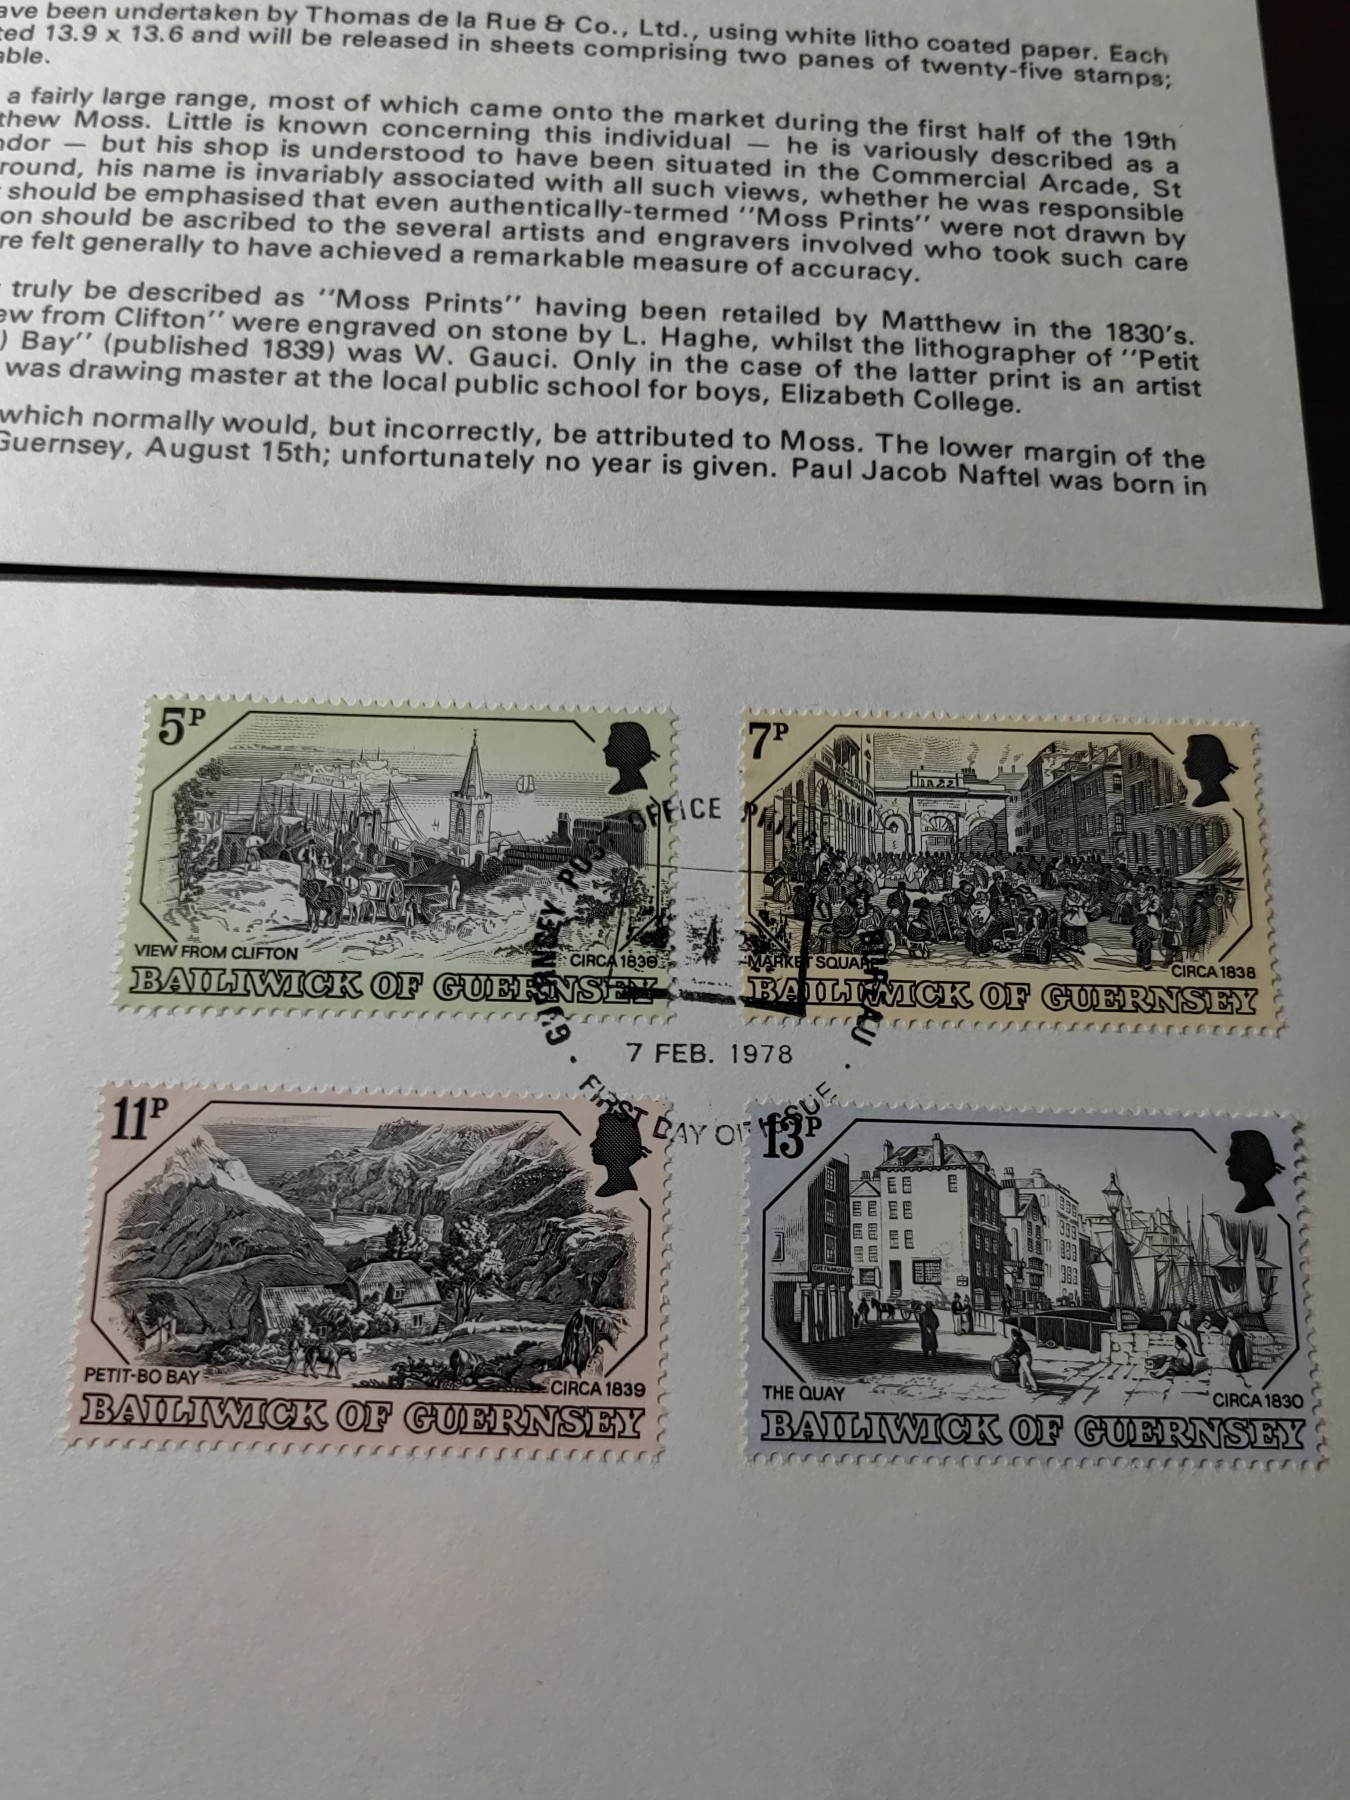 ave been undertaken by Thomas de la Rue & Co., Ltd., using white litho coated paper. Each
ted 13.9 x 13.6 and will be released in sheets comprising two panes of twenty-five stamps;
able.
a fairly large range, most of which came onto the market during the first half of the 19th
thew Moss. Little is known concerning this individual — he is variously described as a
ndor — but his shop is understood to have been situated in the Commercial Arcade, St
round, his name is invariably associated with all such views, whether he was responsible
should be emphasised that even authentically-termed ''Moss Prints'' were not drawn by
on should be ascribed to the several artists and engravers involved who took such care
re felt generally to have achieved a remarkable measure of accuracy.
truly be described as ''Moss Prints'' having been retailed by Matthew in the 1830's.
ew from Clifton'' were engraved on stone by L. Haghe, whilst the lithographer of ''Petit
) Bay'' (published 1839) was W. Gauci. Only in the case of the latter print is an artist
was drawing master at the local public school for boys, Elizabeth College.
which normally would, but incorrectly, be attributed to Moss. The lower margin of the
Guernsey, August 15th; unfortunately no year is given. Paul Jacob Naftel was born in
5P
VIEW FROM CLIFTON
CIRCA 1830
BAILIWICK OF GUERNSEY
7P
MARKET SQUARE
CIRCA 1838
BAILIWICK OF GUERNSEY
GUERNSEY POST OFFICE BUREAU
7 FEB. 1978
FIRST DAY OF ISSUE
11P
PETIT-BO BAY
CIRCA 1839
BAILIWICK OF GUERNSEY
13P
THE QUAY
CIRCA 1830
BAILIWICK OF GUERNSEY